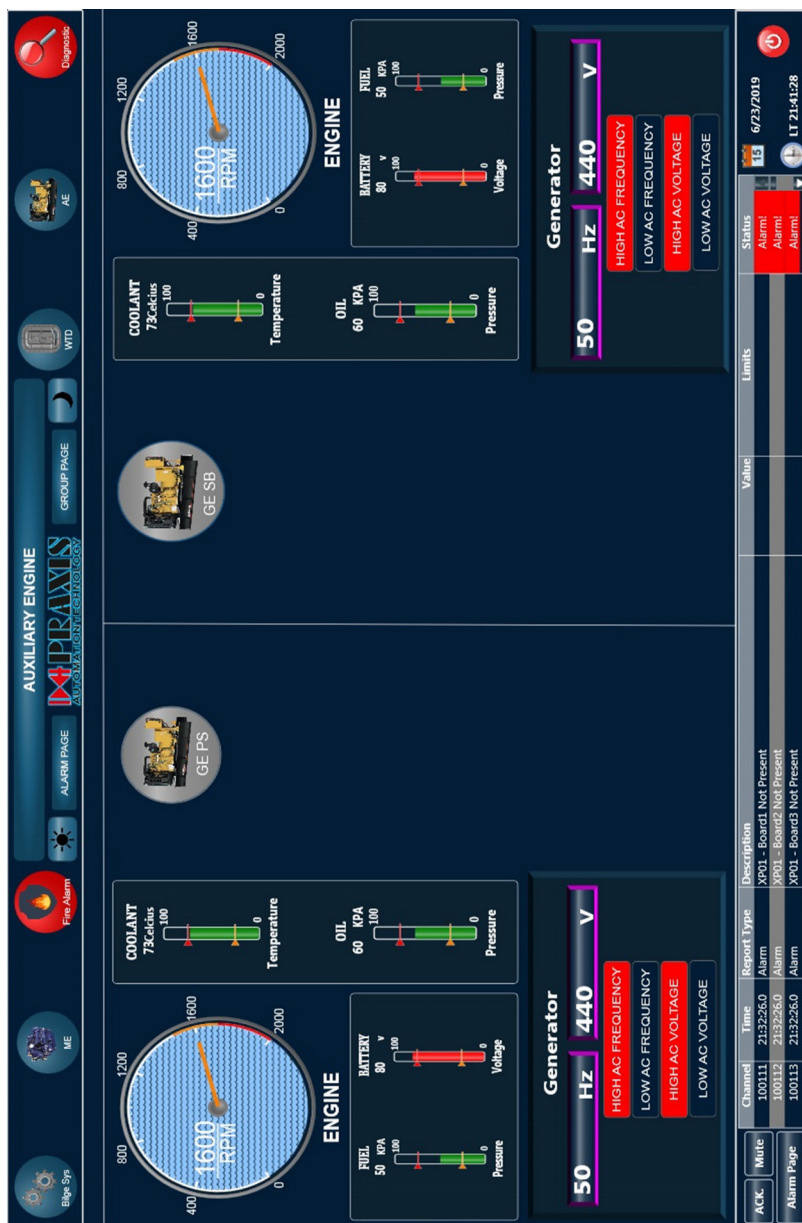 Bilge Sys
ME
Fire Alarm
AUXILIARY ENGINE
ALARM PAGE
PRAXIS
AUTOMATION TECHNOLOGY
GROUP PAGE
WTD
AE
Diagnostic
400
800
1200
1600
2000
0
1600
RPM
ENGINE
COOLANT
73Celcius
100
0
Temperature
OIL
60 KPA
100
0
Pressure
FUEL
50 KPA
100
0
Pressure
BATTERY
80 v
100
0
Voltage
Generator
50 Hz 440 V
HIGH AC FREQUENCY
LOW AC FREQUENCY
HIGH AC VOLTAGE
LOW AC VOLTAGE
GE PS
GE SB
COOLANT
73Celcius
100
0
Temperature
OIL
60 KPA
100
0
Pressure
400
800
1200
1600
2000
0
1600
RPM
ENGINE
BATTERY
80 v
100
0
Voltage
FUEL
50 KPA
100
0
Pressure
Generator
50 Hz 440 V
HIGH AC FREQUENCY
LOW AC FREQUENCY
HIGH AC VOLTAGE
LOW AC VOLTAGE
ACK. Mute
Alarm Page
Channel Time Report Type Description Value Limits Status
100111 21:32:26.0 Alarm XP01 - Board1 Not Present Alarm!
100112 21:32:26.0 Alarm XP01 - Board2 Not Present Alarm!
100113 21:32:26.0 Alarm XP01 - Board3 Not Present Alarm!
15 6/23/2019
LT 21:41:28